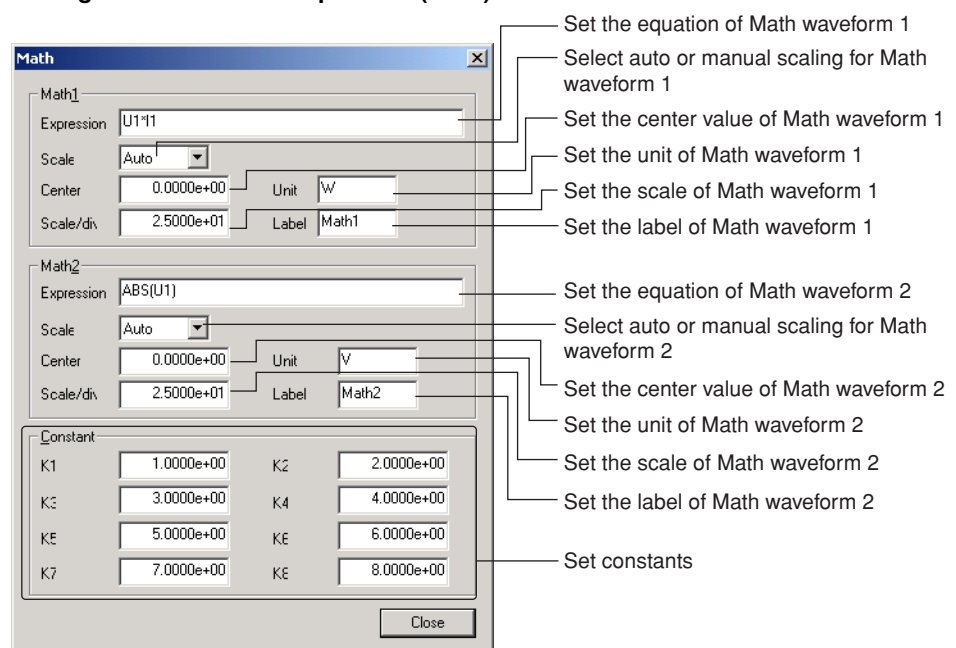 Math
Math1
Expression U1*I1
Scale Auto
Center 0.0000e+00 Unit W
Scale/div 2.5000e+01 Label Math1
Math2
Expression ABS(U1)
Scale Auto
Center 0.0000e+00 Unit V
Scale/div 2.5000e+01 Label Math2
Constant
K1 1.0000e+00 K2 2.0000e+00
K3 3.0000e+00 K4 4.0000e+00
K5 5.0000e+00 K6 6.0000e+00
K7 7.0000e+00 K8 8.0000e+00
Close
Set the equation of Math waveform 1
Select auto or manual scaling for Math
waveform 1
Set the center value of Math waveform 1
Set the unit of Math waveform 1
Set the scale of Math waveform 1
Set the label of Math waveform 1
Set the equation of Math waveform 2
Select auto or manual scaling for Math
waveform 2
Set the center value of Math waveform 2
Set the unit of Math waveform 2
Set the scale of Math waveform 2
Set the label of Math waveform 2
Set constants